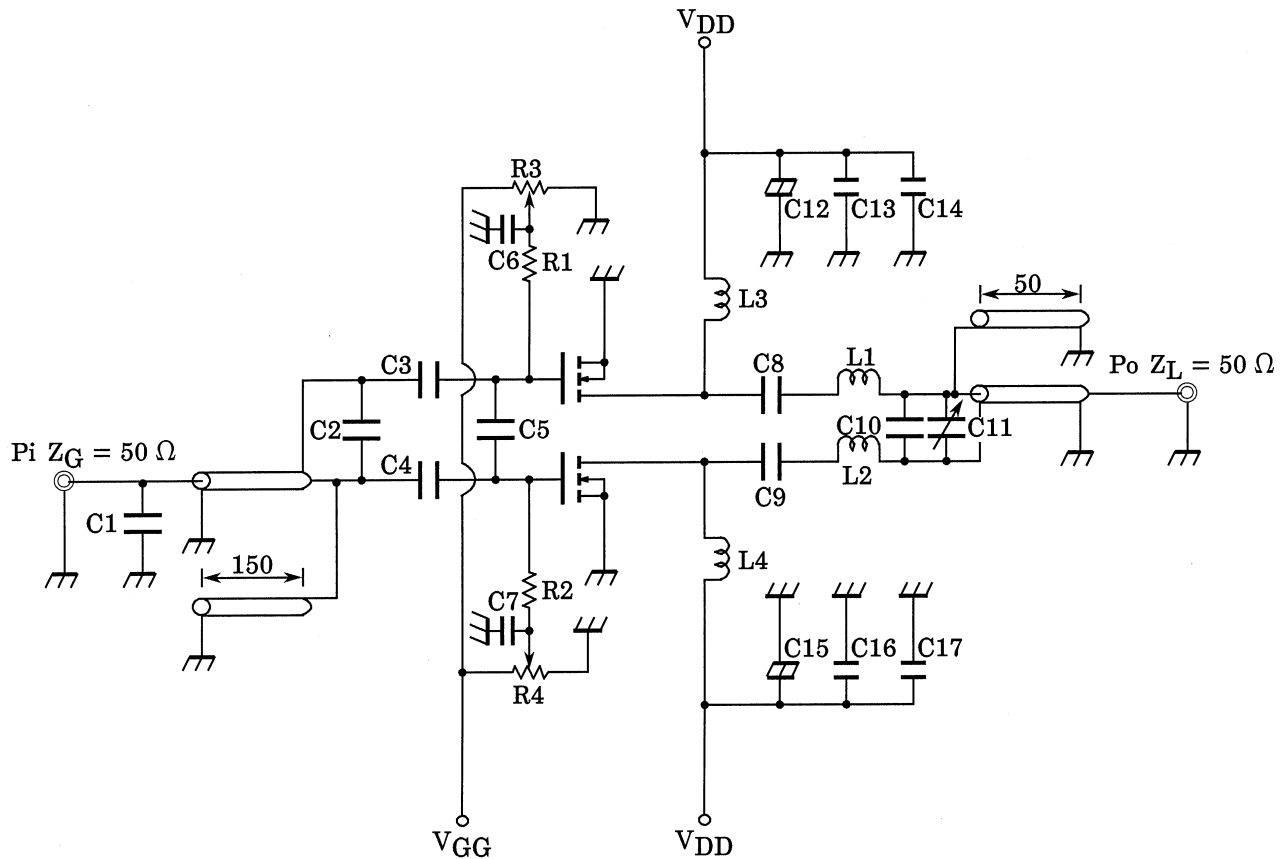 VDD
R3
C12
C13
C14
C6
R1
L3
50
C3
C8
L1
Po ZL = 50 Ω
C2
C5
C10
C11
Pi ZG = 50 Ω
C4
L2
C9
C1
150
L4
R2
C7
C15
C16
C17
R4
VGG
VDD